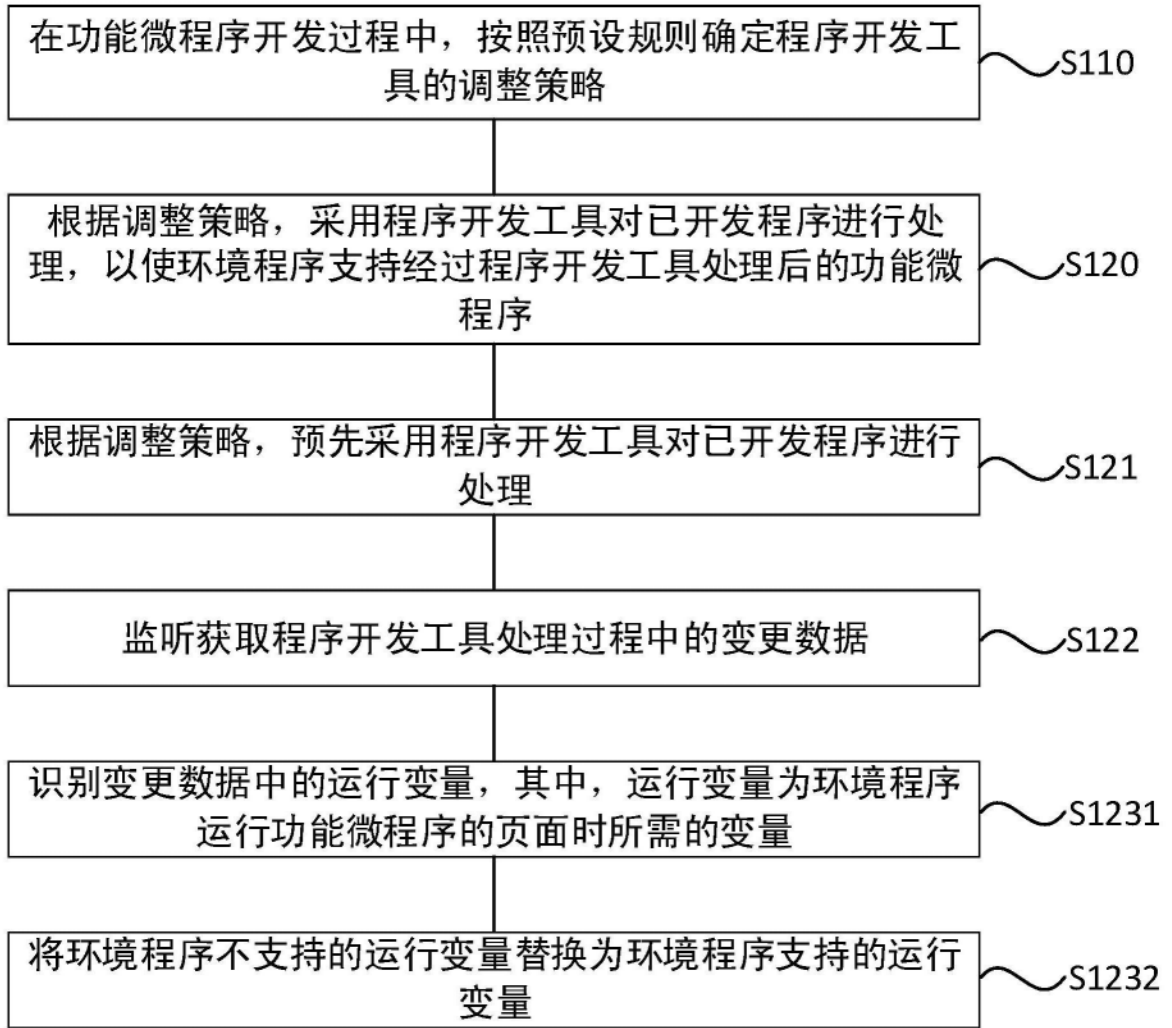 在功能微程序开发过程中，按照预设规则确定程序开发工
具的调整策略
S110
根据调整策略，采用程序开发工具对已开发程序进行处
理，以使环境程序支持经过程序开发工具处理后的功能微
程序
S120
根据调整策略，预先采用程序开发工具对已开发程序进行
处理
S121
监听获取程序开发工具处理过程中的变更数据
S122
识别变更数据中的运行变量，其中，运行变量为环境程序
运行功能微程序的页面时所需的变量
S1231
将环境程序不支持的运行变量替换为环境程序支持的运行
变量
S1232